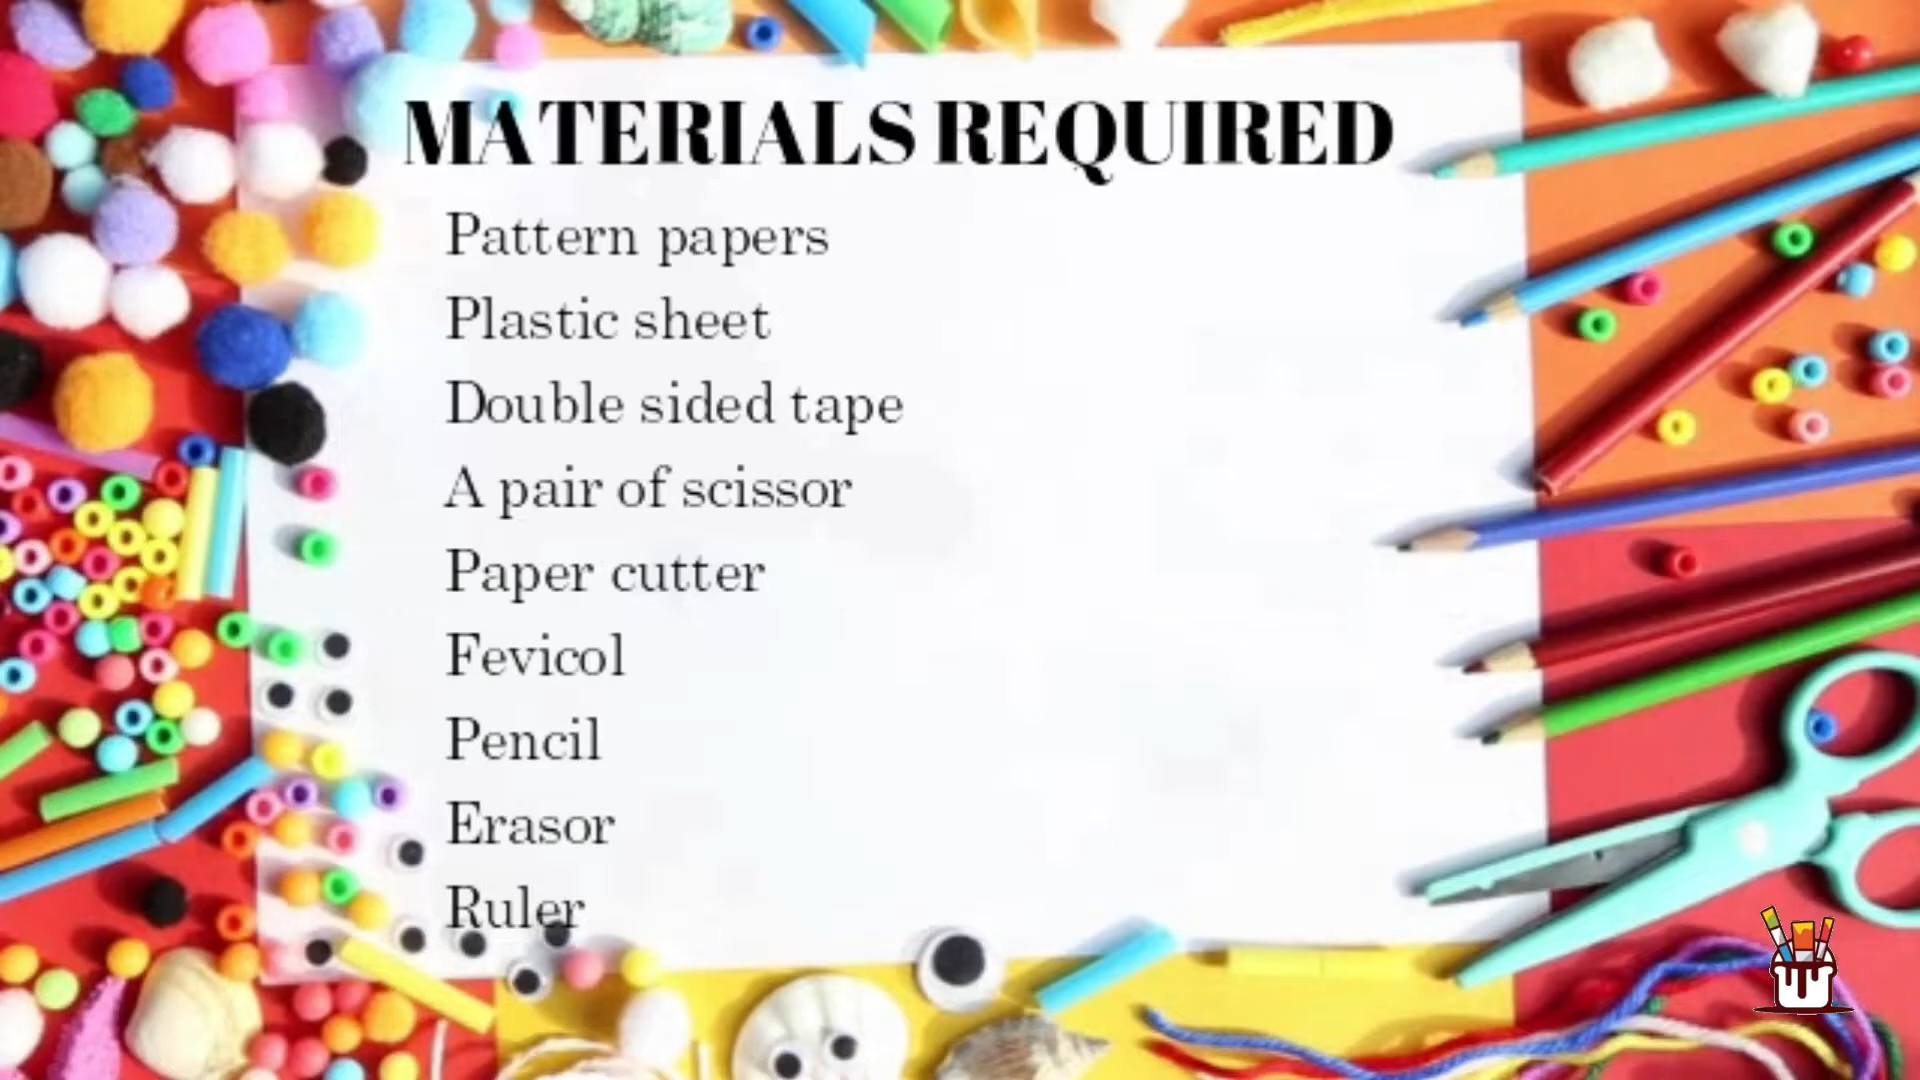 MATERIALS REQUIRED
Pattern papers
Plastic sheet
Double sided tape
A pair of scissor
Paper cutter
Fevicol
Pencil
Erasor
Ruler